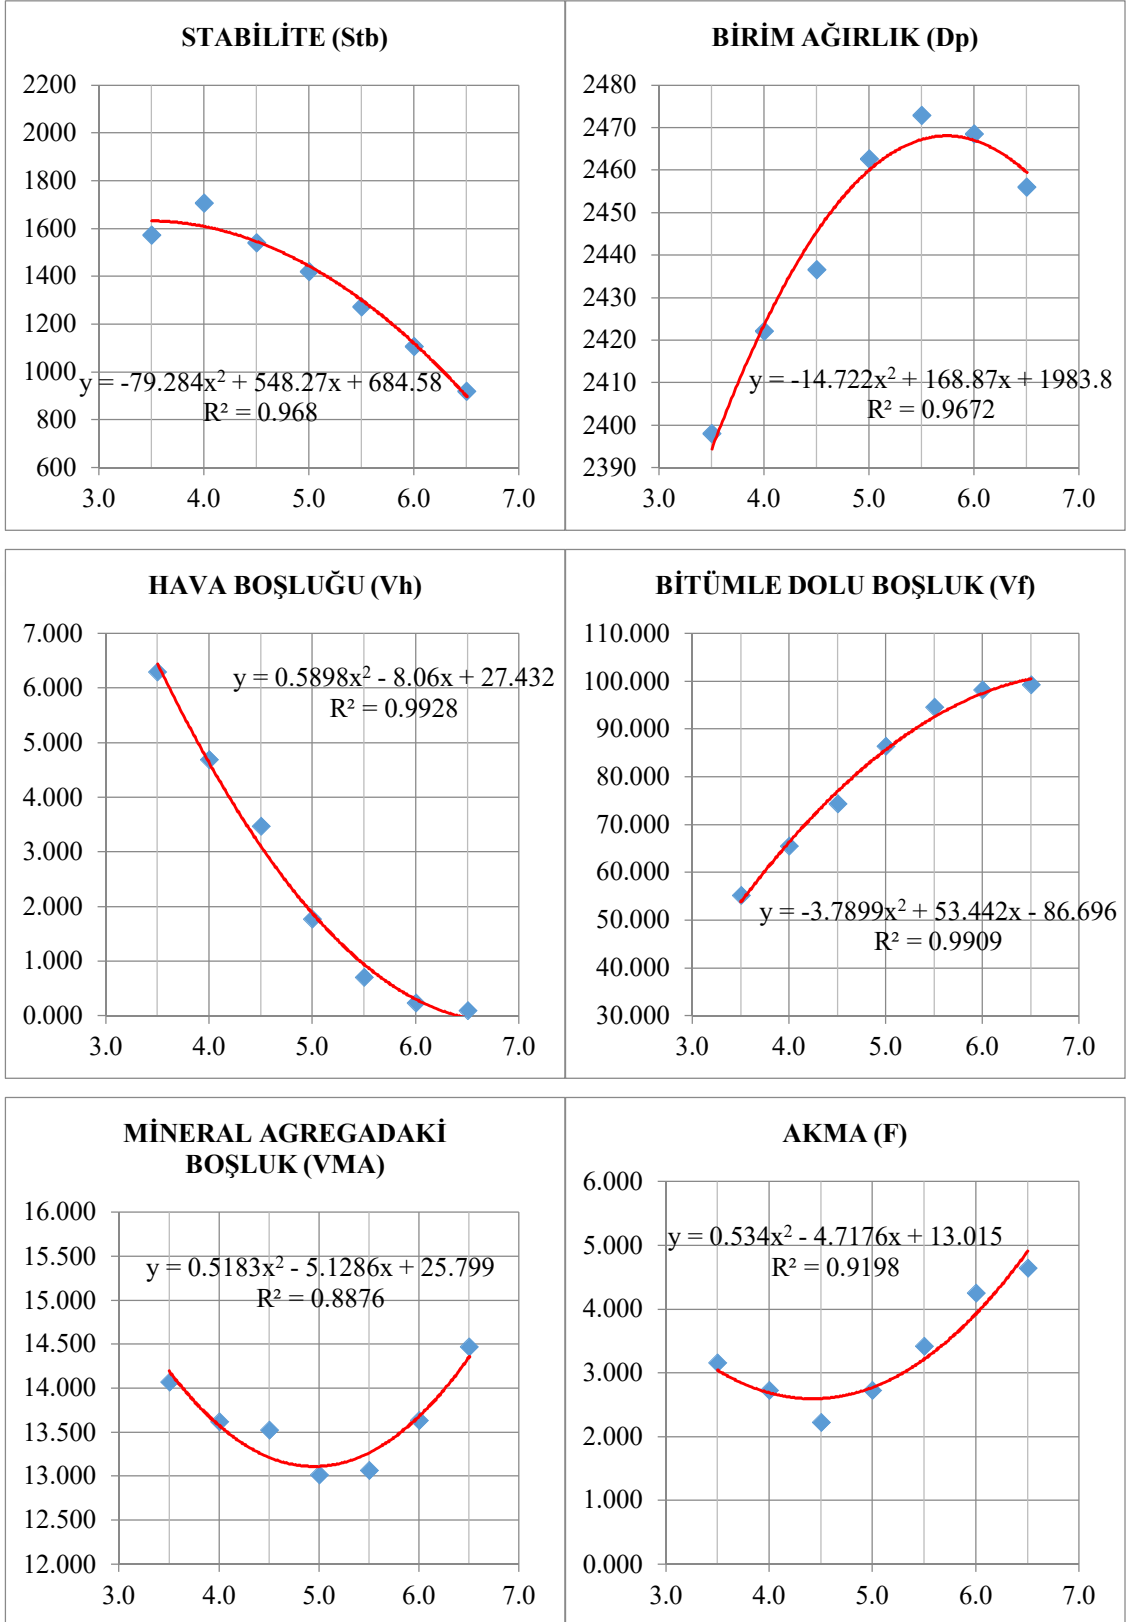 STABİLİTE (Stb)
2200
2000
1800
1600
1400
1200
1000
800
600
y = -79.284x² + 548.27x + 684.58
R² = 0.968
3.0 4.0 5.0 6.0 7.0
BİRİM AĞIRLIK (Dp)
2480
2470
2460
2450
2440
2430
2420
2410
2400
2390
y = -14.722x² + 168.87x + 1983.8
R² = 0.9672
3.0 4.0 5.0 6.0 7.0
HAVA BOŞLUĞU (Vh)
7.000
6.000
5.000
4.000
3.000
2.000
1.000
0.000
y = 0.5898x² - 8.06x + 27.432
R² = 0.9928
3.0 4.0 5.0 6.0 7.0
BİTÜMLE DOLU BOŞLUK (Vf)
110.000
100.000
90.000
80.000
70.000
60.000
50.000
40.000
30.000
y = -3.7899x² + 53.442x - 86.696
R² = 0.9909
3.0 4.0 5.0 6.0 7.0
MİNERAL AGREGADAKİ
BOŞLUK (VMA)
16.000
15.500
15.000
14.500
14.000
13.500
13.000
12.500
12.000
y = 0.5183x² - 5.1286x + 25.799
R² = 0.8876
3.0 4.0 5.0 6.0 7.0
AKMA (F)
6.000
5.000
4.000
3.000
2.000
1.000
0.000
y = 0.534x² - 4.7176x + 13.015
R² = 0.9198
3.0 4.0 5.0 6.0 7.0